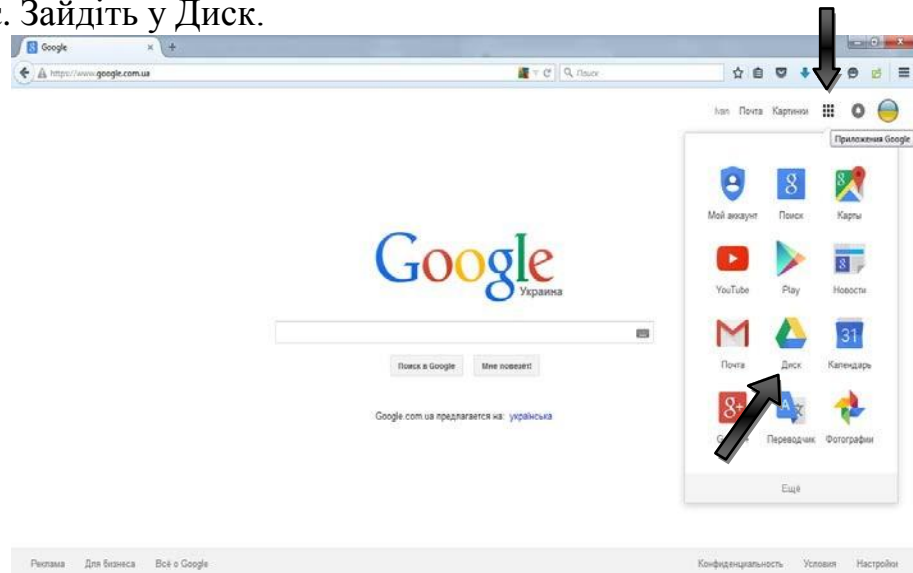 с. Зайдіть у Диск.
Google
https://www.google.com.ua
Поиск
Ivan Почта Картинки
Приложения Google
Мой аккаунт Поиск Карты
YouTube Play Новости
31
Почта Диск Календарь
Переводчик Фотографии
Ещё
Google
Украина
Поиск в Google Мне повезёт!
Google.com.ua предлагается на: українська
Реклама Для бизнеса Всё о Google Конфиденциальность Условия Настройки